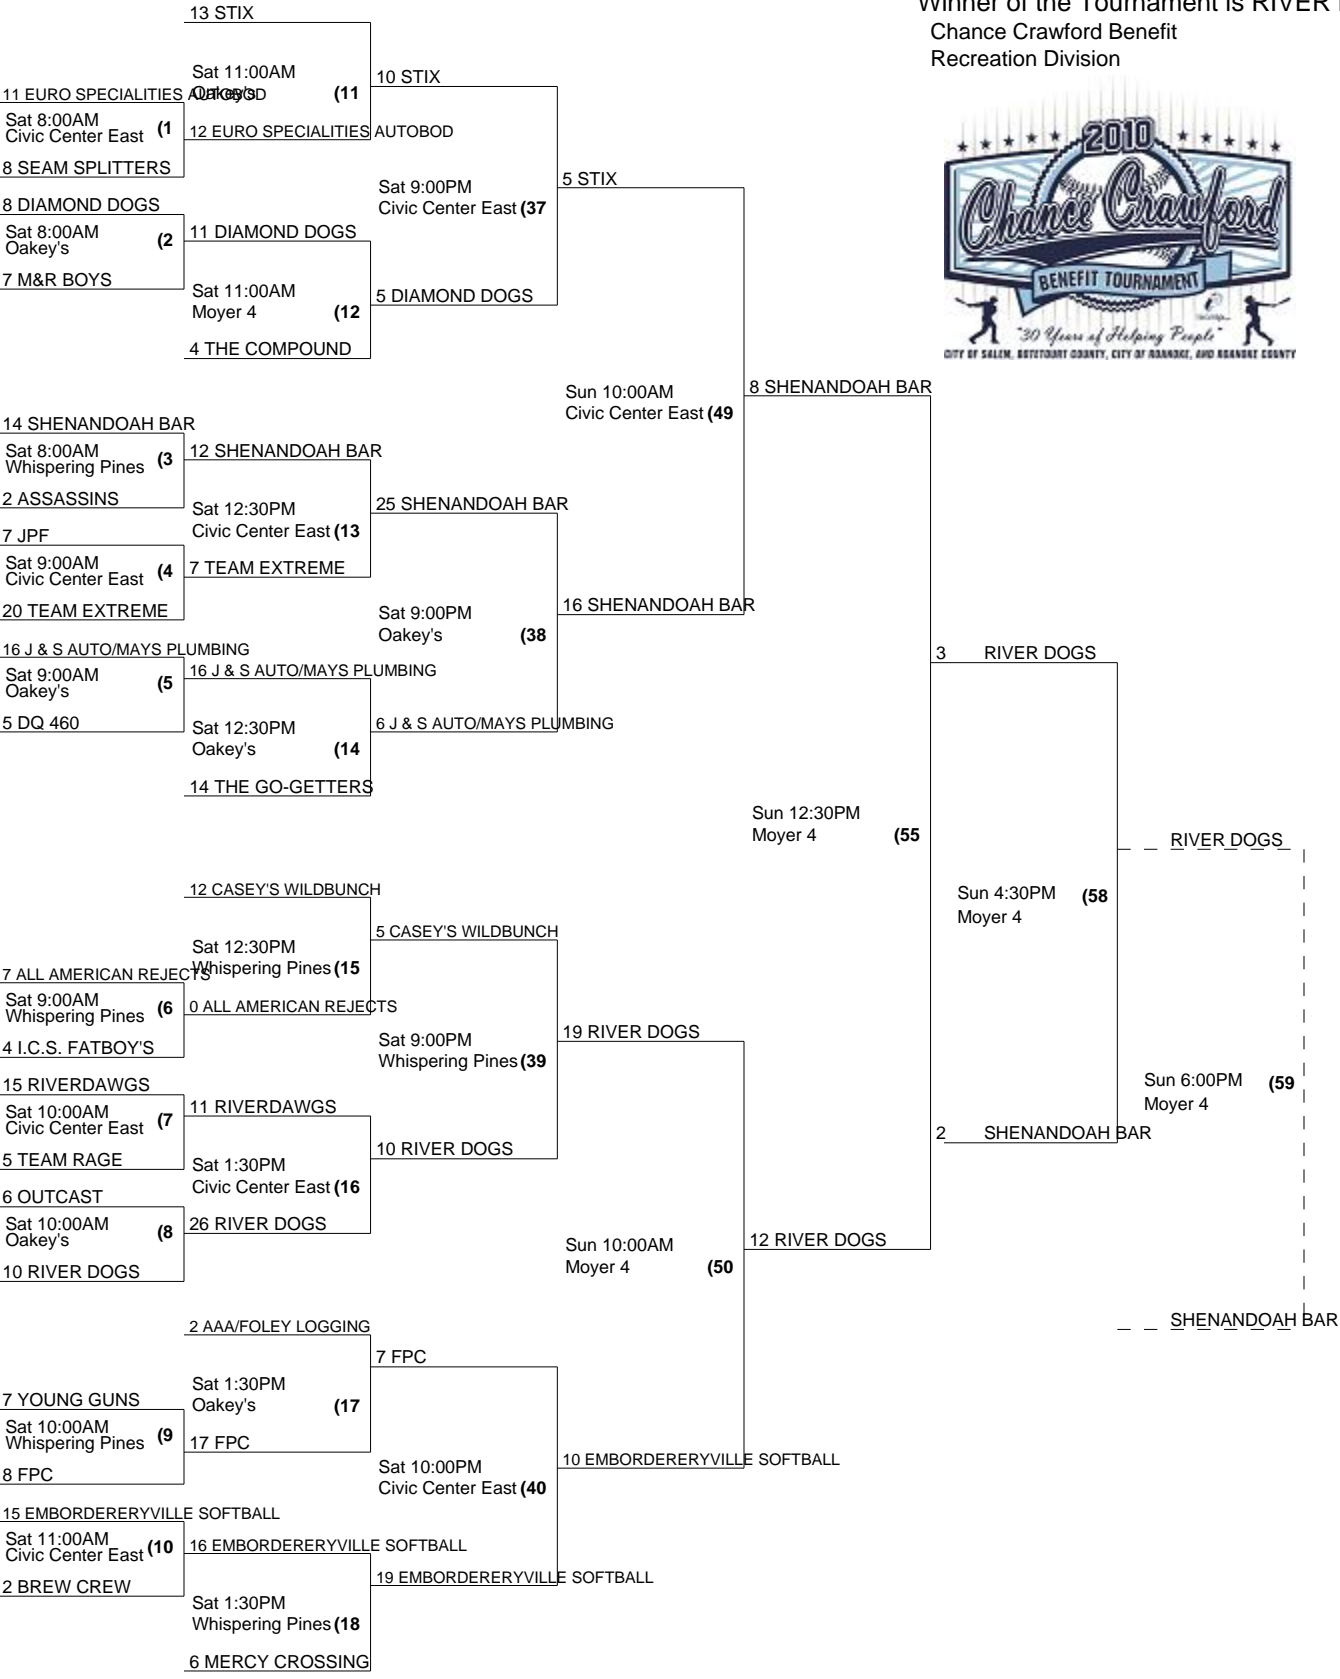 Winner of the Tournament is RIVER
Chance Crawford Benefit
Recreation Division
2010
Chance Crawford
BENEFIT TOURNAMENT
"30 Years of Helping People"
CITY OF SALEM, BOTETOURT COUNTY, CITY OF ROANOKE, AND ROANOKE COUNTY
13 STIX
Sat 11:00AM
Oakey's (11
10 STIX
11 EURO SPECIALITIES AUTOBOD
Sat 8:00AM
Civic Center East (1
12 EURO SPECIALITIES AUTOBOD
8 SEAM SPLITTERS
Sat 9:00PM
Civic Center East (37
5 STIX
8 DIAMOND DOGS
Sat 8:00AM
Oakey's (2
11 DIAMOND DOGS
7 M&R BOYS
Sat 11:00AM
Moyer 4 (12
5 DIAMOND DOGS
4 THE COMPOUND
Sun 10:00AM
Civic Center East (49
8 SHENANDOAH BAR
14 SHENANDOAH BAR
Sat 8:00AM
Whispering Pines (3
12 SHENANDOAH BAR
2 ASSASSINS
Sat 12:30PM
Civic Center East (13
25 SHENANDOAH BAR
7 JPF
Sat 9:00AM
Civic Center East (4
7 TEAM EXTREME
20 TEAM EXTREME
Sat 9:00PM
Oakey's (38
16 SHENANDOAH BAR
16 J & S AUTO/MAYS PLUMBING
Sat 9:00AM
Oakey's (5
16 J & S AUTO/MAYS PLUMBING
5 DQ 460
Sat 12:30PM
Oakey's (14
6 J & S AUTO/MAYS PLUMBING
14 THE GO-GETTERS
3 RIVER DOGS
Sun 12:30PM
Moyer 4 (55
RIVER DOGS
Sun 4:30PM
Moyer 4 (58
12 CASEY'S WILDBUNCH
Sat 12:30PM
Whispering Pines (15
5 CASEY'S WILDBUNCH
7 ALL AMERICAN REJECTS
Sat 9:00AM
Whispering Pines (6
0 ALL AMERICAN REJECTS
4 I.C.S. FATBOY'S
Sat 9:00PM
Whispering Pines (39
19 RIVER DOGS
15 RIVERDAWGS
Sat 10:00AM
Civic Center East (7
11 RIVERDAWGS
5 TEAM RAGE
Sat 1:30PM
Civic Center East (16
10 RIVER DOGS
6 OUTCAST
Sat 10:00AM
Oakey's (8
26 RIVER DOGS
10 RIVER DOGS
Sun 6:00PM
Moyer 4 (59
2 SHENANDOAH BAR
Sun 10:00AM
Moyer 4 (50
12 RIVER DOGS
SHENANDOAH BAR
2 AAA/FOLEY LOGGING
Sat 1:30PM
Oakey's (17
7 FPC
7 YOUNG GUNS
Sat 10:00AM
Whispering Pines (9
17 FPC
8 FPC
Sat 10:00PM
Civic Center East (40
10 EMBORDERERYVILLE SOFTBALL
15 EMBORDERERYVILLE SOFTBALL
Sat 11:00AM
Civic Center East (10
16 EMBORDERERYVILLE SOFTBALL
2 BREW CREW
19 EMBORDERERYVILLE SOFTBALL
Sat 1:30PM
Whispering Pines (18
6 MERCY CROSSING